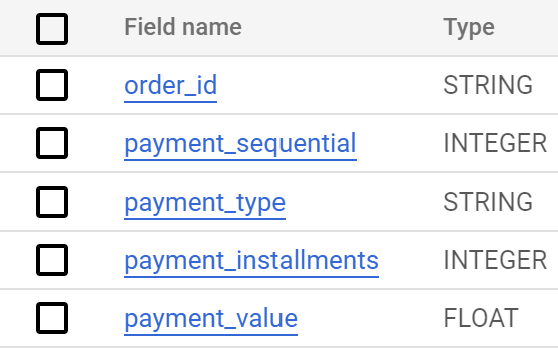 Field name Type
order_id STRING
payment_sequential INTEGER
payment_type STRING
payment_installments INTEGER
payment_value FLOAT